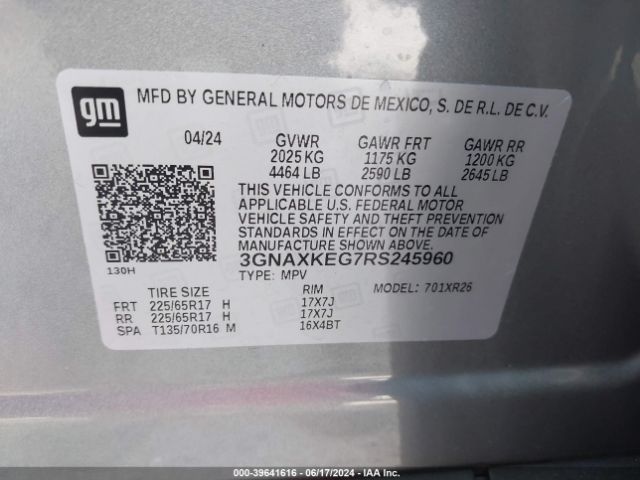 gm
MFD BY GENERAL MOTORS DE MEXICO, S. DE R.L. DE C.V.
04/24 GVWR GAWR FRT GAWR RR
2025 KG 1175 KG 1200 KG
4464 LB 2590 LB 2645 LB
THIS VEHICLE CONFORMS TO ALL
APPLICABLE U.S. FEDERAL MOTOR
VEHICLE SAFETY AND THEFT PREVENTION
STANDARDS IN EFFECT ON THE DATE OF
MANUFACTURE SHOWN ABOVE.
3GNAXKEG7RS245960
130H TYPE: MPV
TIRE SIZE RIM MODEL: 701XR26
FRT 225/65R17 H 17X7J
RR 225/65R17 H 17X7J
SPA T135/70R16 M 16X4BT
000-39641616 - 06/17/2024 - IAA Inc.